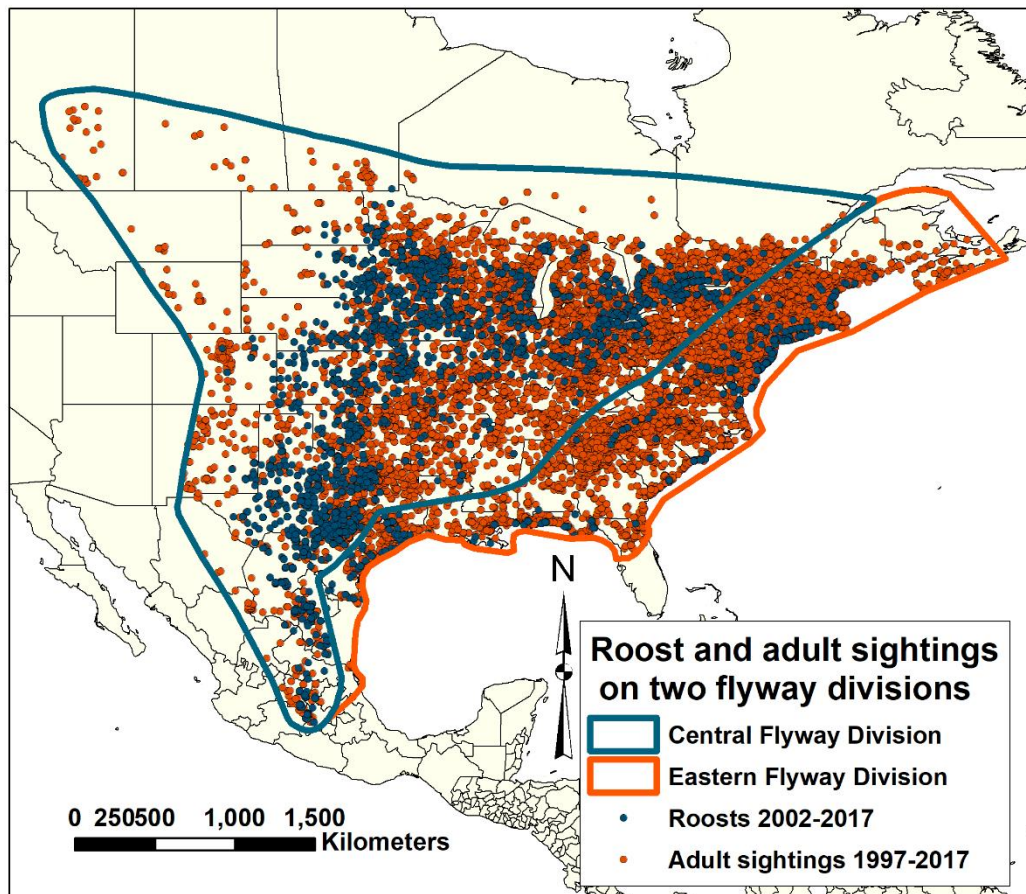 N
Roost and adult sightings
on two flyway divisions
Central Flyway Division
Eastern Flyway Division
Roosts 2002-2017
Adult sightings 1997-2017
0 250500 1,000 1,500
Kilometers